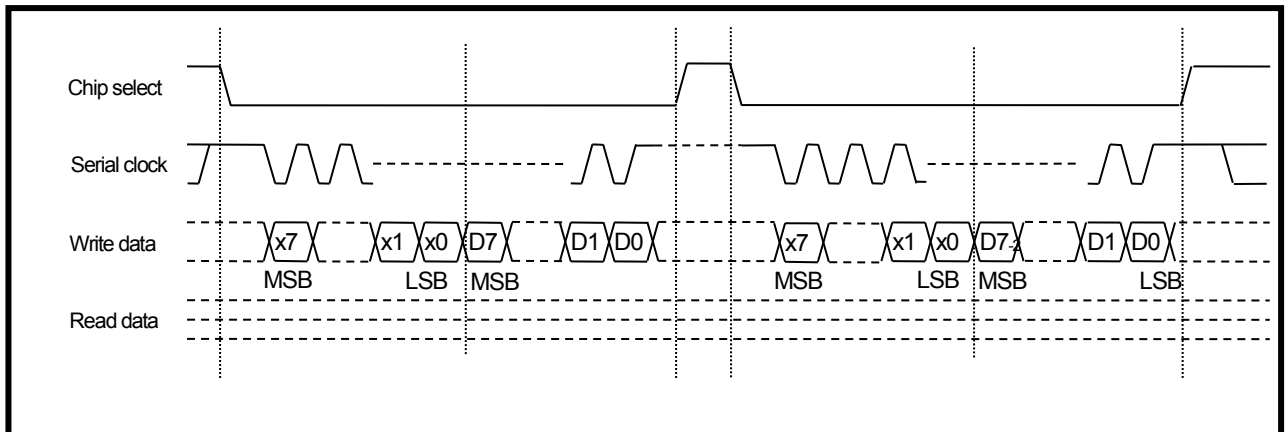 Chip select
Serial clock
Write data x7 x1 x0 D7 D1 D0 x7 x1 x0 D7-2 D1 D0
MSB LSB MSB MSB LSB MSB LSB
Read data